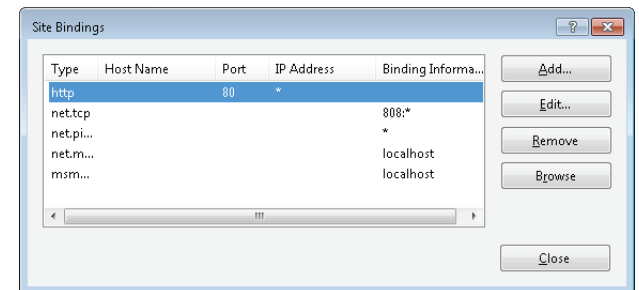 Site Bindings
Type Host Name Port IP Address Binding Informa...
http 80 *
net.tcp 808:*
net.pi... *
net.m... localhost
msm... localhost
Add...
Edit...
Remove
Browse
Close